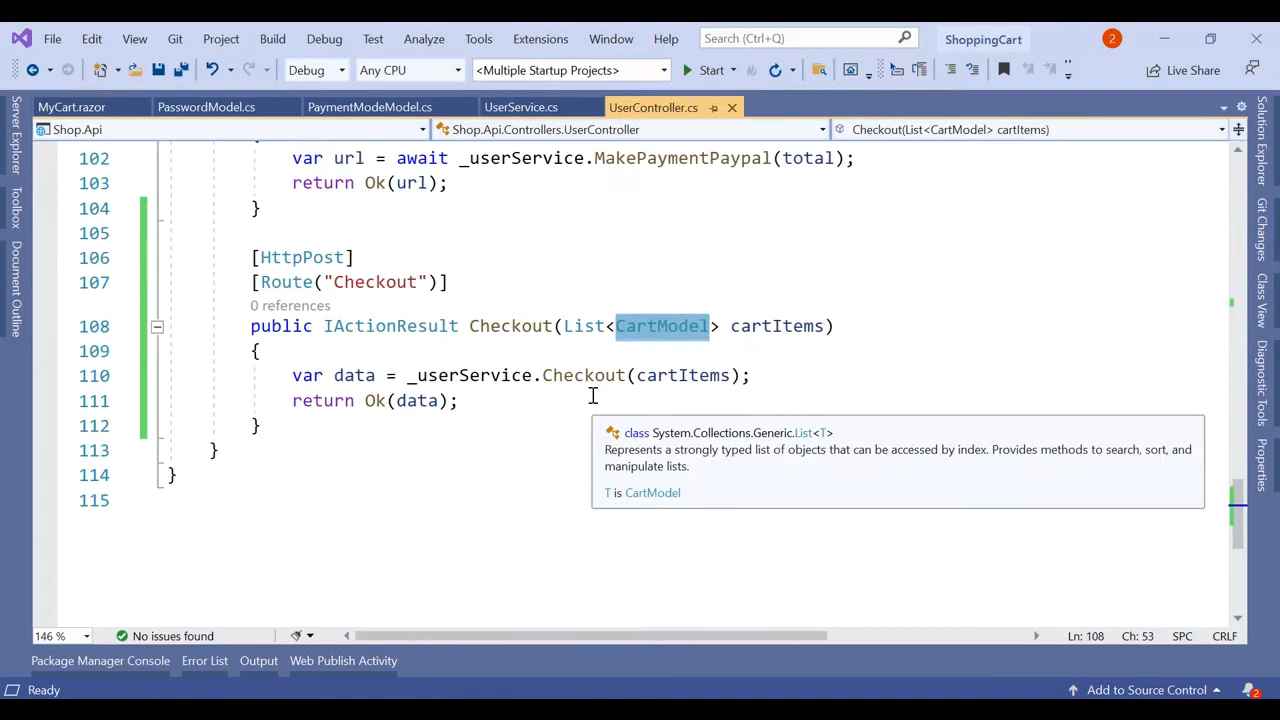 File Edit View Git Project Build Debug Test Analyze Tools Extensions Window Help Search (Ctrl+Q) ShoppingCart 2
Debug Any CPU <Multiple Startup Projects> Start Live Share
MyCart.razor PasswordModel.cs PaymentModeModel.cs UserService.cs UserController.cs
Shop.Api Shop.Api.Controllers.UserController Checkout(List<CartModel> cartItems)
102 var url = await _userService.MakePaymentPaypal(total);
103 return Ok(url);
104 }
105
106 [HttpPost]
107 [Route("Checkout")]
0 references
108 public IActionResult Checkout(List<CartModel> cartItems)
109 {
110 var data = _userService.Checkout(cartItems);
111 return Ok(data);
112 }
113 }
114 }
115
class System.Collections.Generic.List<T>
Represents a strongly typed list of objects that can be accessed by index. Provides methods to search, sort, and
manipulate lists.
T is CartModel
Server Explorer
Toolbox
Document Outline
Solution Explorer
Git Changes
Class View
Diagnostic Tools
Properties
146 % No issues found Ln: 108 Ch: 53 SPC CRLF
Package Manager Console Error List Output Web Publish Activity
Ready Add to Source Control 2